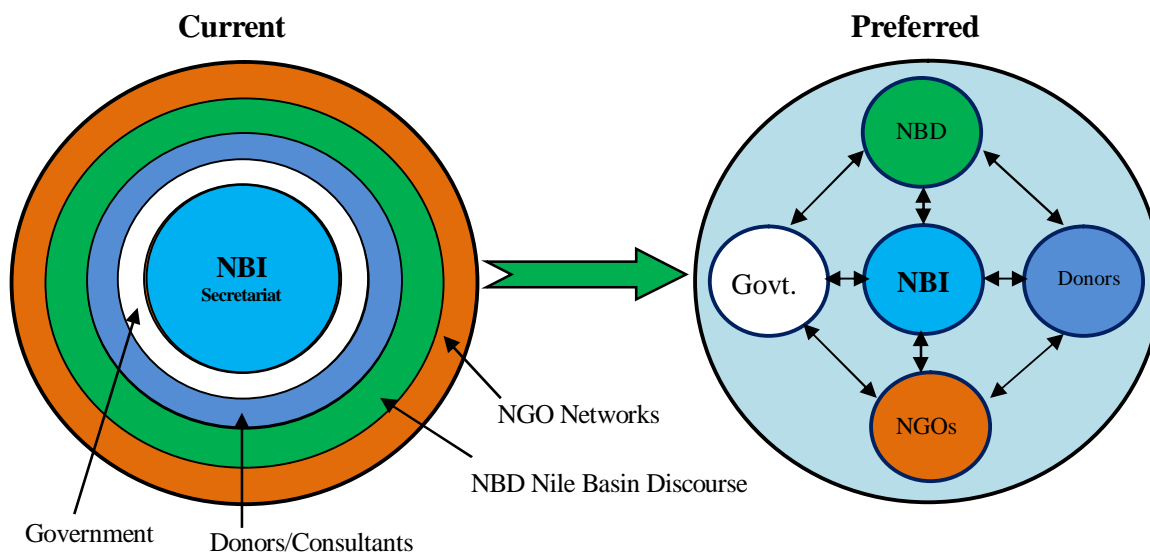 Current
Preferred
NBI
Secretariat
NBD
Govt.
NBI
Donors
NGOs
NGO Networks
NBD Nile Basin Discourse
Government
Donors/Consultants